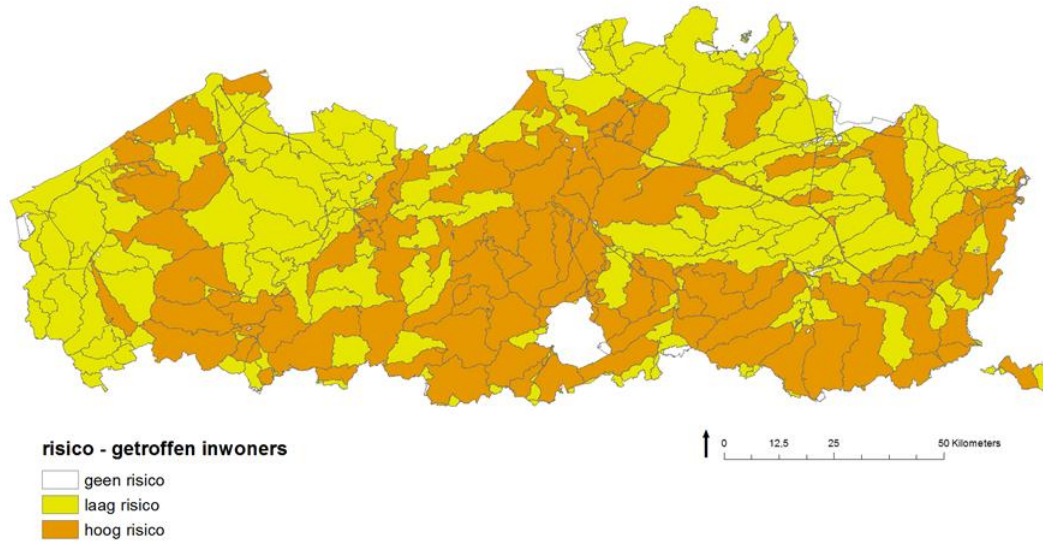 risico - getroffen inwoners
geen risico
laag risico
hoog risico
0 12,5 25 50 Kilometers